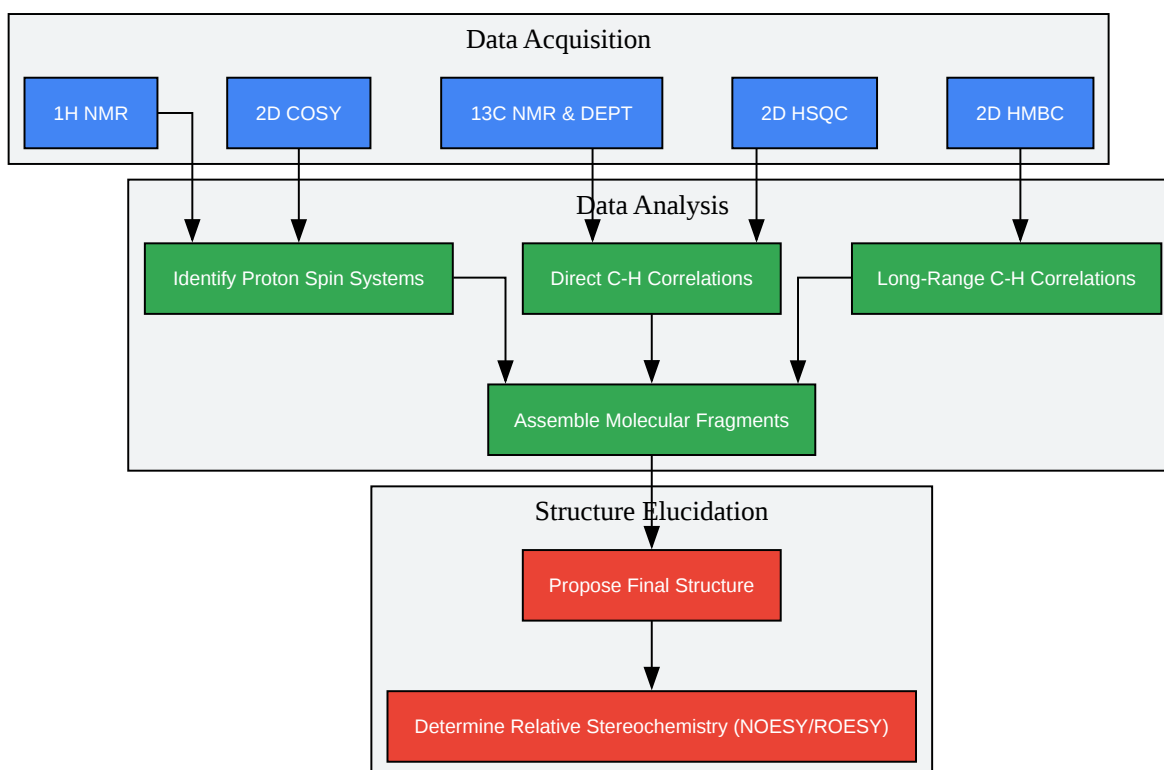 Data Acquisition
1H NMR
2D COSY
13C NMR & DEPT
2D HSQC
2D HMBC
Data Analysis
Identify Proton Spin Systems
Direct C-H Correlations
Long-Range C-H Correlations
Assemble Molecular Fragments
Structure Elucidation
Propose Final Structure
Determine Relative Stereochemistry (NOESY/ROESY)